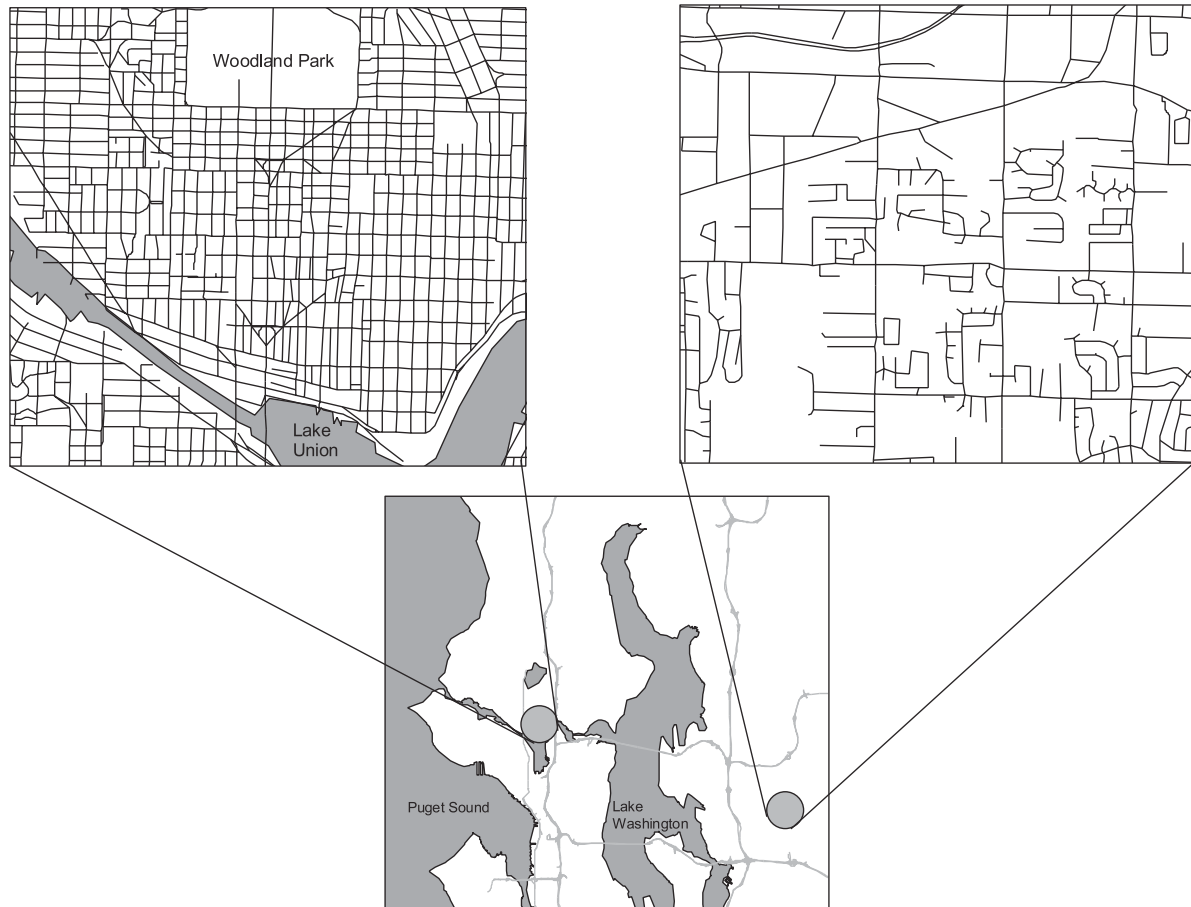 Woodland Park
Lake
Union
Puget Sound
Lake
Washington